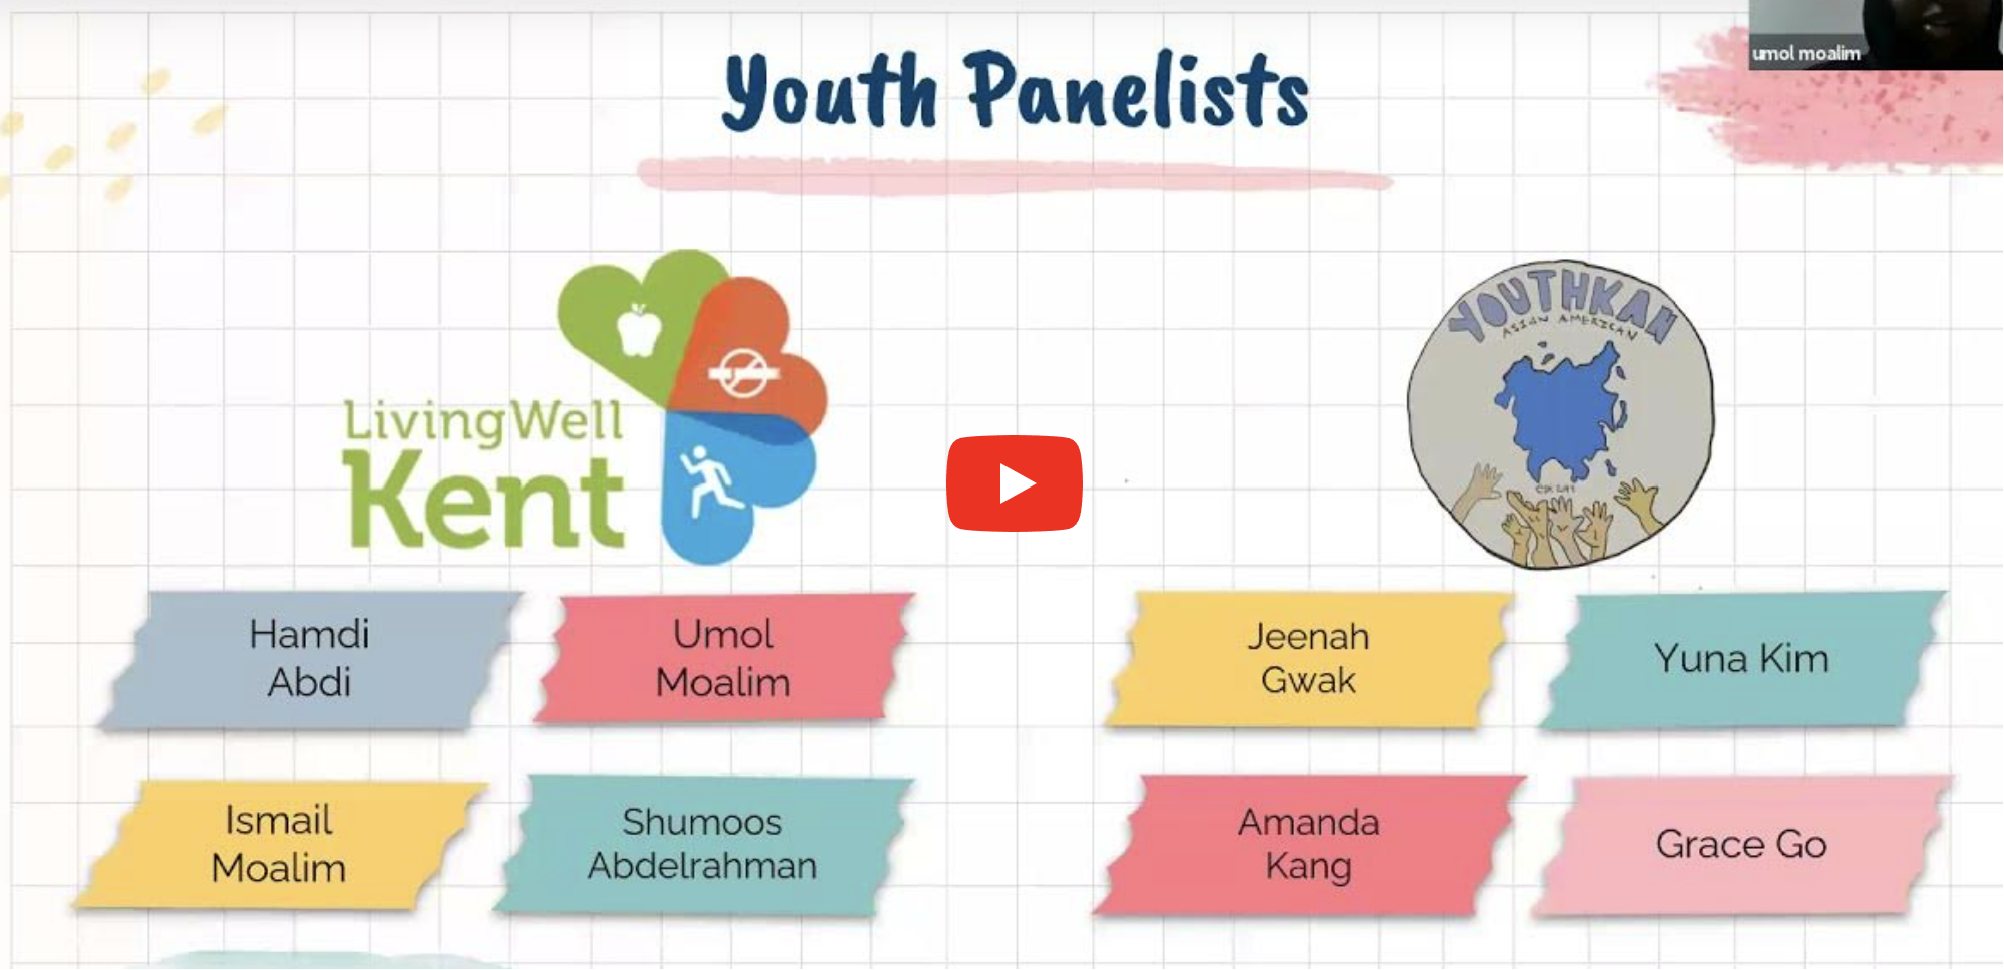 Youth Panelists
umol moalim
LivingWell
Kent
YOUTHKAN
ASIAN AMERICAN
Hamdi
Abdi
Umol
Moalim
Jeenah
Gwak
Yuna Kim
Ismail
Moalim
Shumoos
Abdelrahman
Amanda
Kang
Grace Go